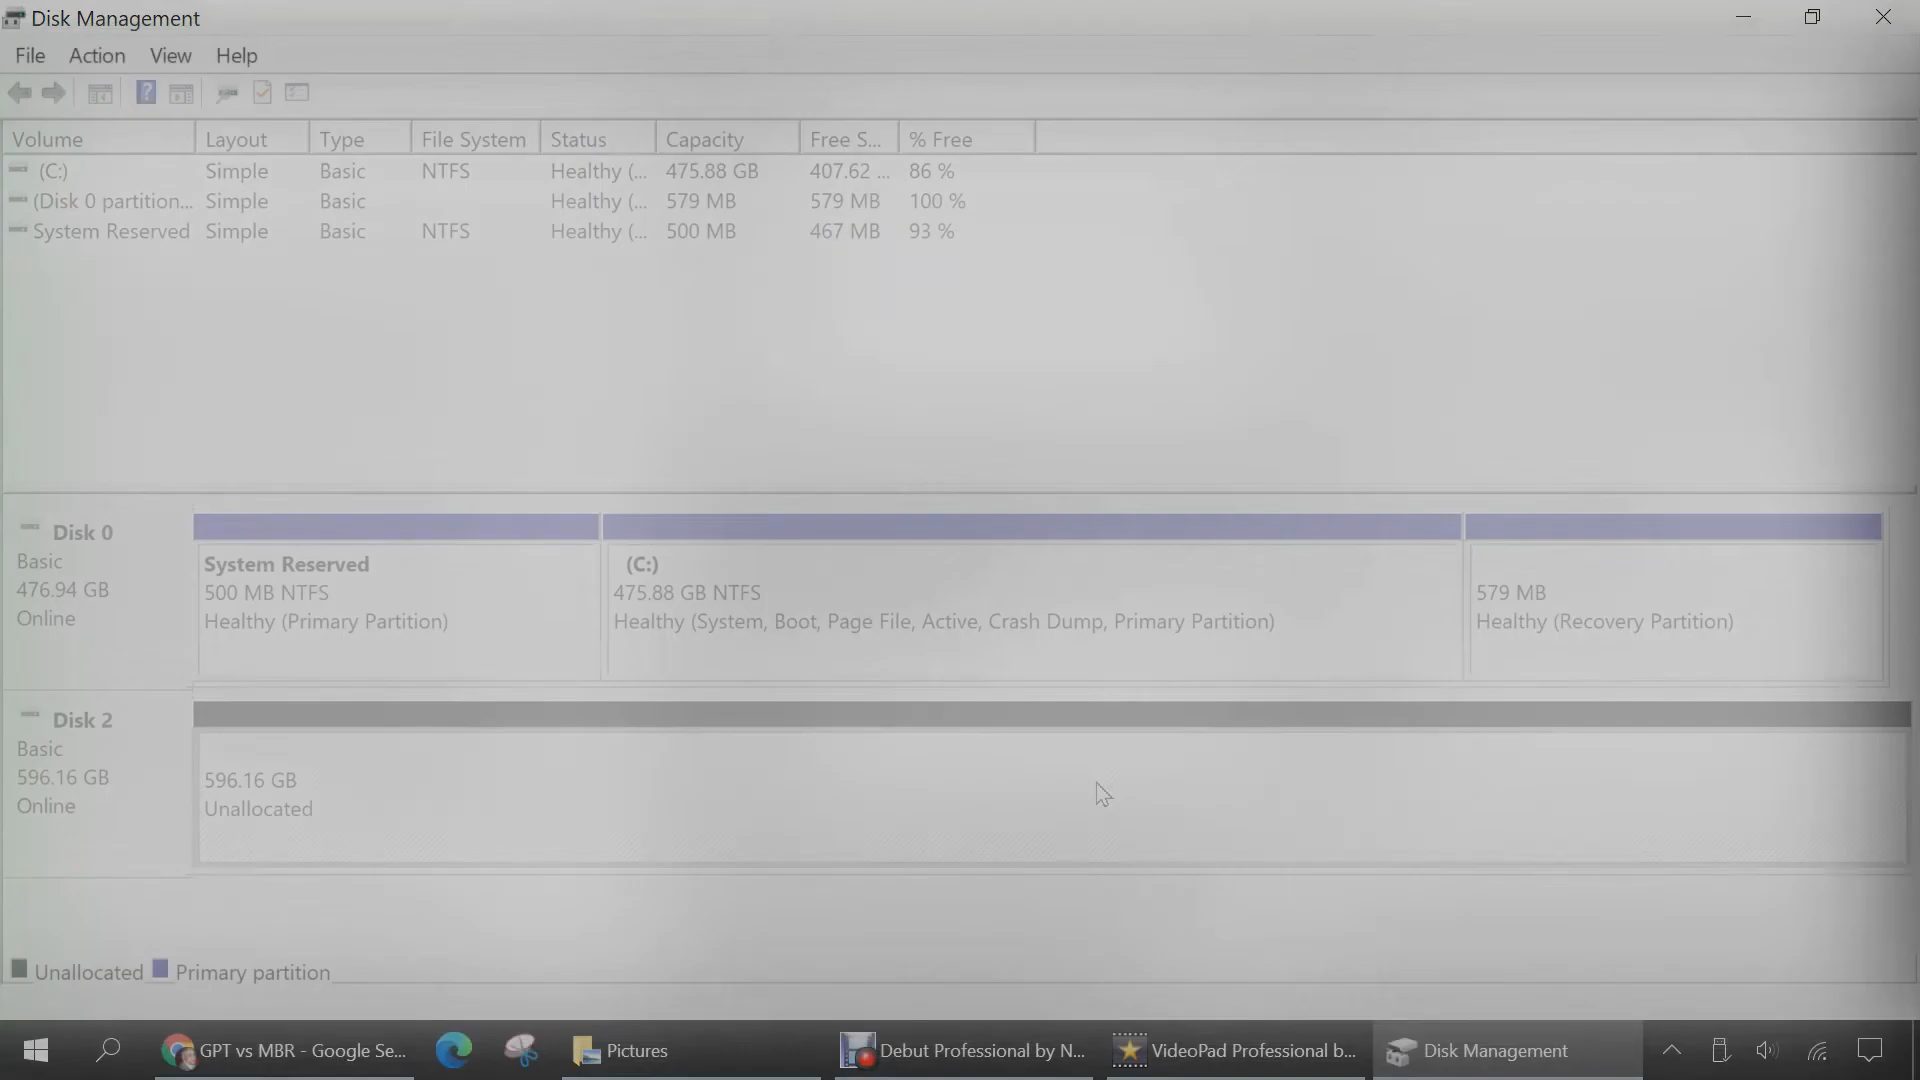 Disk Management
File Action View Help
Volume Layout Type File System Status Capacity Free S... % Free
(C:) Simple Basic NTFS Healthy (... 475.88 GB 407.62 ... 86 %
(Disk 0 partition... Simple Basic Healthy (... 579 MB 579 MB 100 %
System Reserved Simple Basic NTFS Healthy (... 500 MB 467 MB 93 %
Disk 0
Basic
476.94 GB
Online
System Reserved
500 MB NTFS
Healthy (Primary Partition)
(C:)
475.88 GB NTFS
Healthy (System, Boot, Page File, Active, Crash Dump, Primary Partition)
579 MB
Healthy (Recovery Partition)
Disk 2
Basic
596.16 GB
Online
596.16 GB
Unallocated
Unallocated Primary partition
GPT vs MBR - Google Se... Pictures Debut Professional by N... VideoPad Professional b... Disk Management